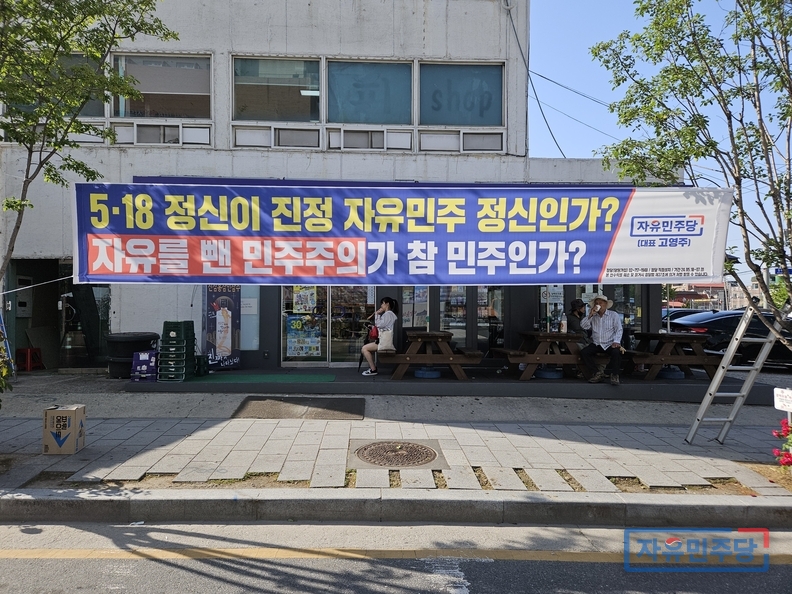 shop
5·18 정신이 진정 자유민주 정신인가?
자유를 뺀 민주주의가 참 민주인가?
자유민주당
(대표 고영주)
30
자유민주당